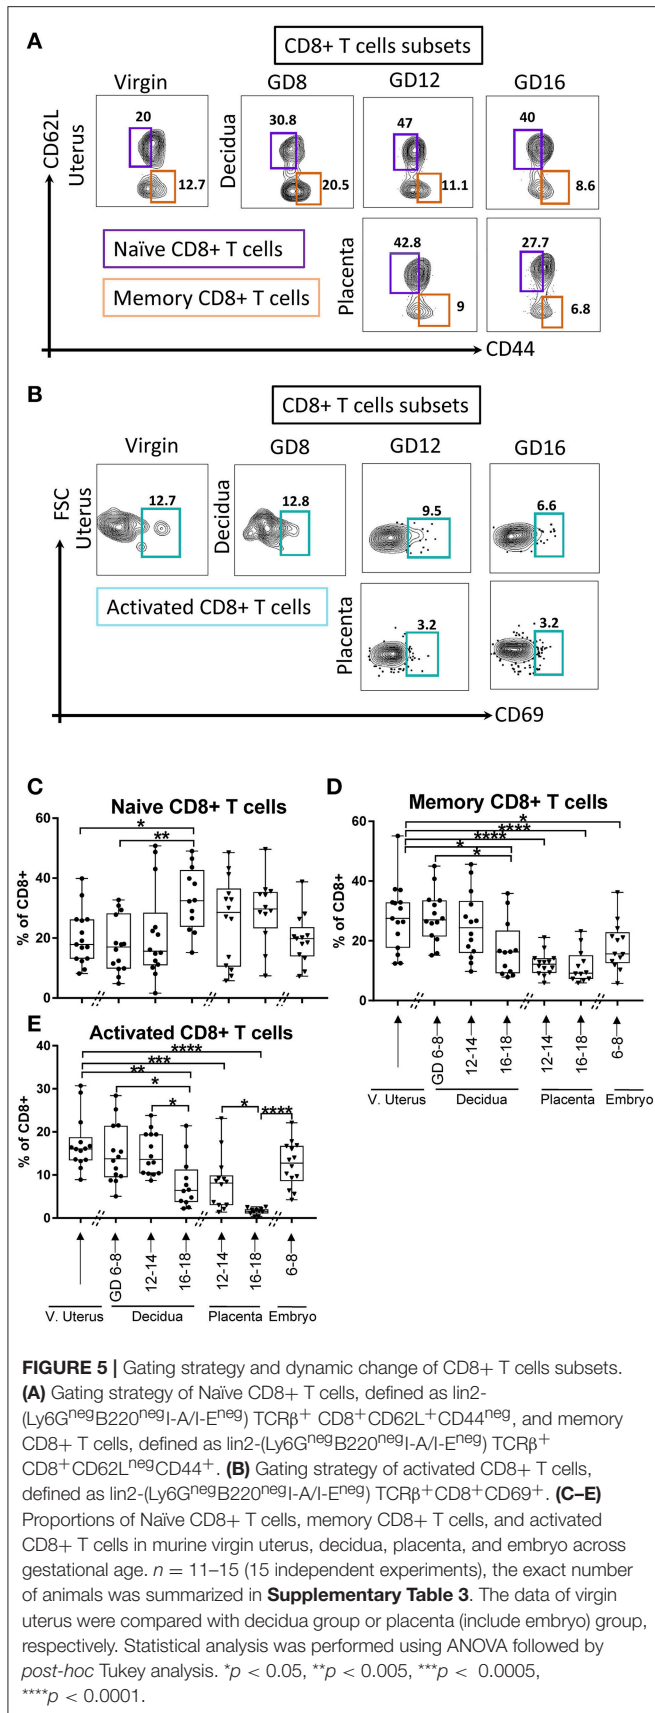 A
CD8+ T cells subsets
Virgin GD8 GD12 GD16
CD62L
Uterus
Decidua
20 30.8 47 40
12.7 20.5 11.1 8.6
Naïve CD8+ T cells
Memory CD8+ T cells
Placenta
42.8 27.7
9 6.8
CD44
B
CD8+ T cells subsets
Virgin GD8 GD12 GD16
FSC
Uterus
Decidua
12.7 12.8 9.5 6.6
Activated CD8+ T cells
Placenta
3.2 3.2
CD69
C
Naive CD8+ T cells
% of CD8+
60
40
20
0
*
**
D
Memory CD8+ T cells
% of CD8+
60
40
20
0
*
****
****
*
*
GD 6-8
12-14
16-18
12-14
16-18
6-8
V. Uterus Decidua Placenta Embryo
E
Activated CD8+ T cells
% of CD8+
40
30
20
10
0
****
***
**
*
*
*
****
GD 6-8
12-14
16-18
12-14
16-18
6-8
V. Uterus Decidua Placenta Embryo
FIGURE 5 | Gating strategy and dynamic change of CD8+ T cells subsets.
(A) Gating strategy of Naïve CD8+ T cells, defined as lin2-
(Ly6GnegB220negI-A/I-Eneg) TCRβ+ CD8+CD62L+CD44neg, and memory
CD8+ T cells, defined as lin2-(Ly6GnegB220negI-A/I-Eneg) TCRβ+
CD8+CD62LnegCD44+. (B) Gating strategy of activated CD8+ T cells,
defined as lin2-(Ly6GnegB220negI-A/I-Eneg) TCRβ+CD8+CD69+. (C–E)
Proportions of Naïve CD8+ T cells, memory CD8+ T cells, and activated
CD8+ T cells in murine virgin uterus, decidua, placenta, and embryo across
gestational age. n = 11–15 (15 independent experiments), the exact number
of animals was summarized in Supplementary Table 3. The data of virgin
uterus were compared with decidua group or placenta (include embryo) group,
respectively. Statistical analysis was performed using ANOVA followed by
post-hoc Tukey analysis. *p < 0.05, **p < 0.005, ***p < 0.0005,
****p < 0.0001.